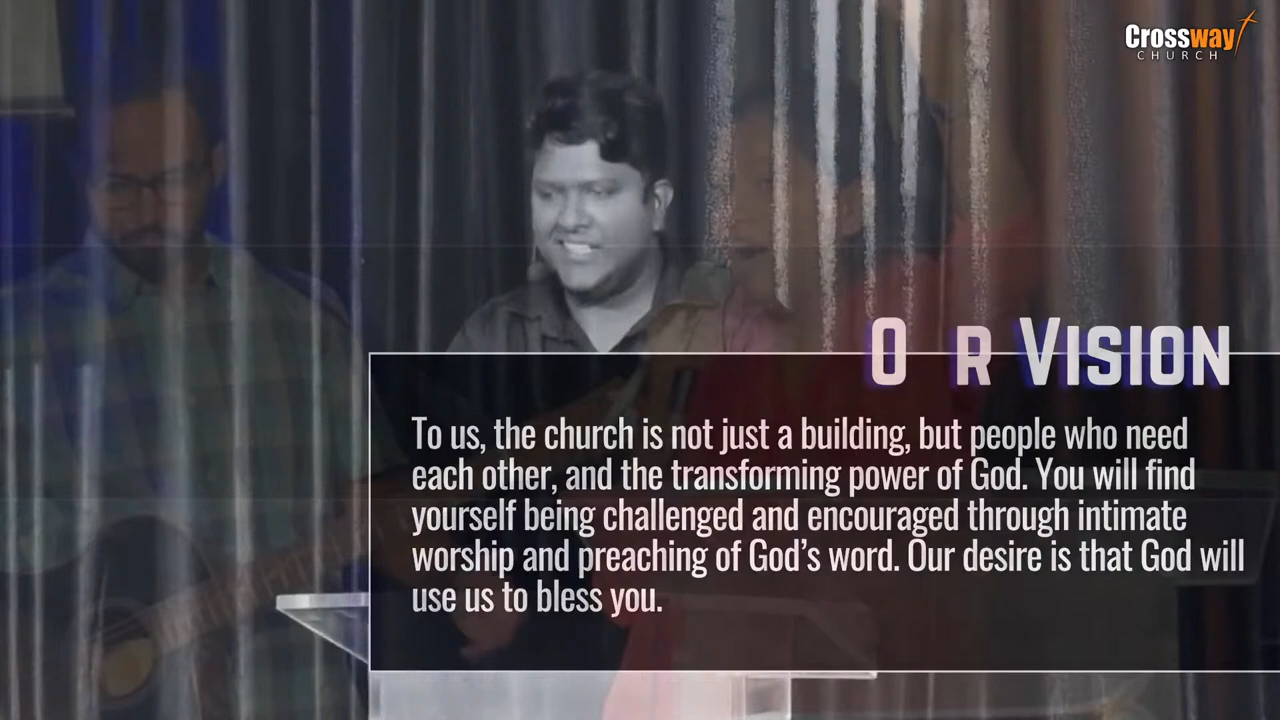 Crossway
CHURCH
O r Vision
To us, the church is not just a building, but people who need
each other, and the transforming power of God. You will find
yourself being challenged and encouraged through intimate
worship and preaching of God’s word. Our desire is that God will
use us to bless you.